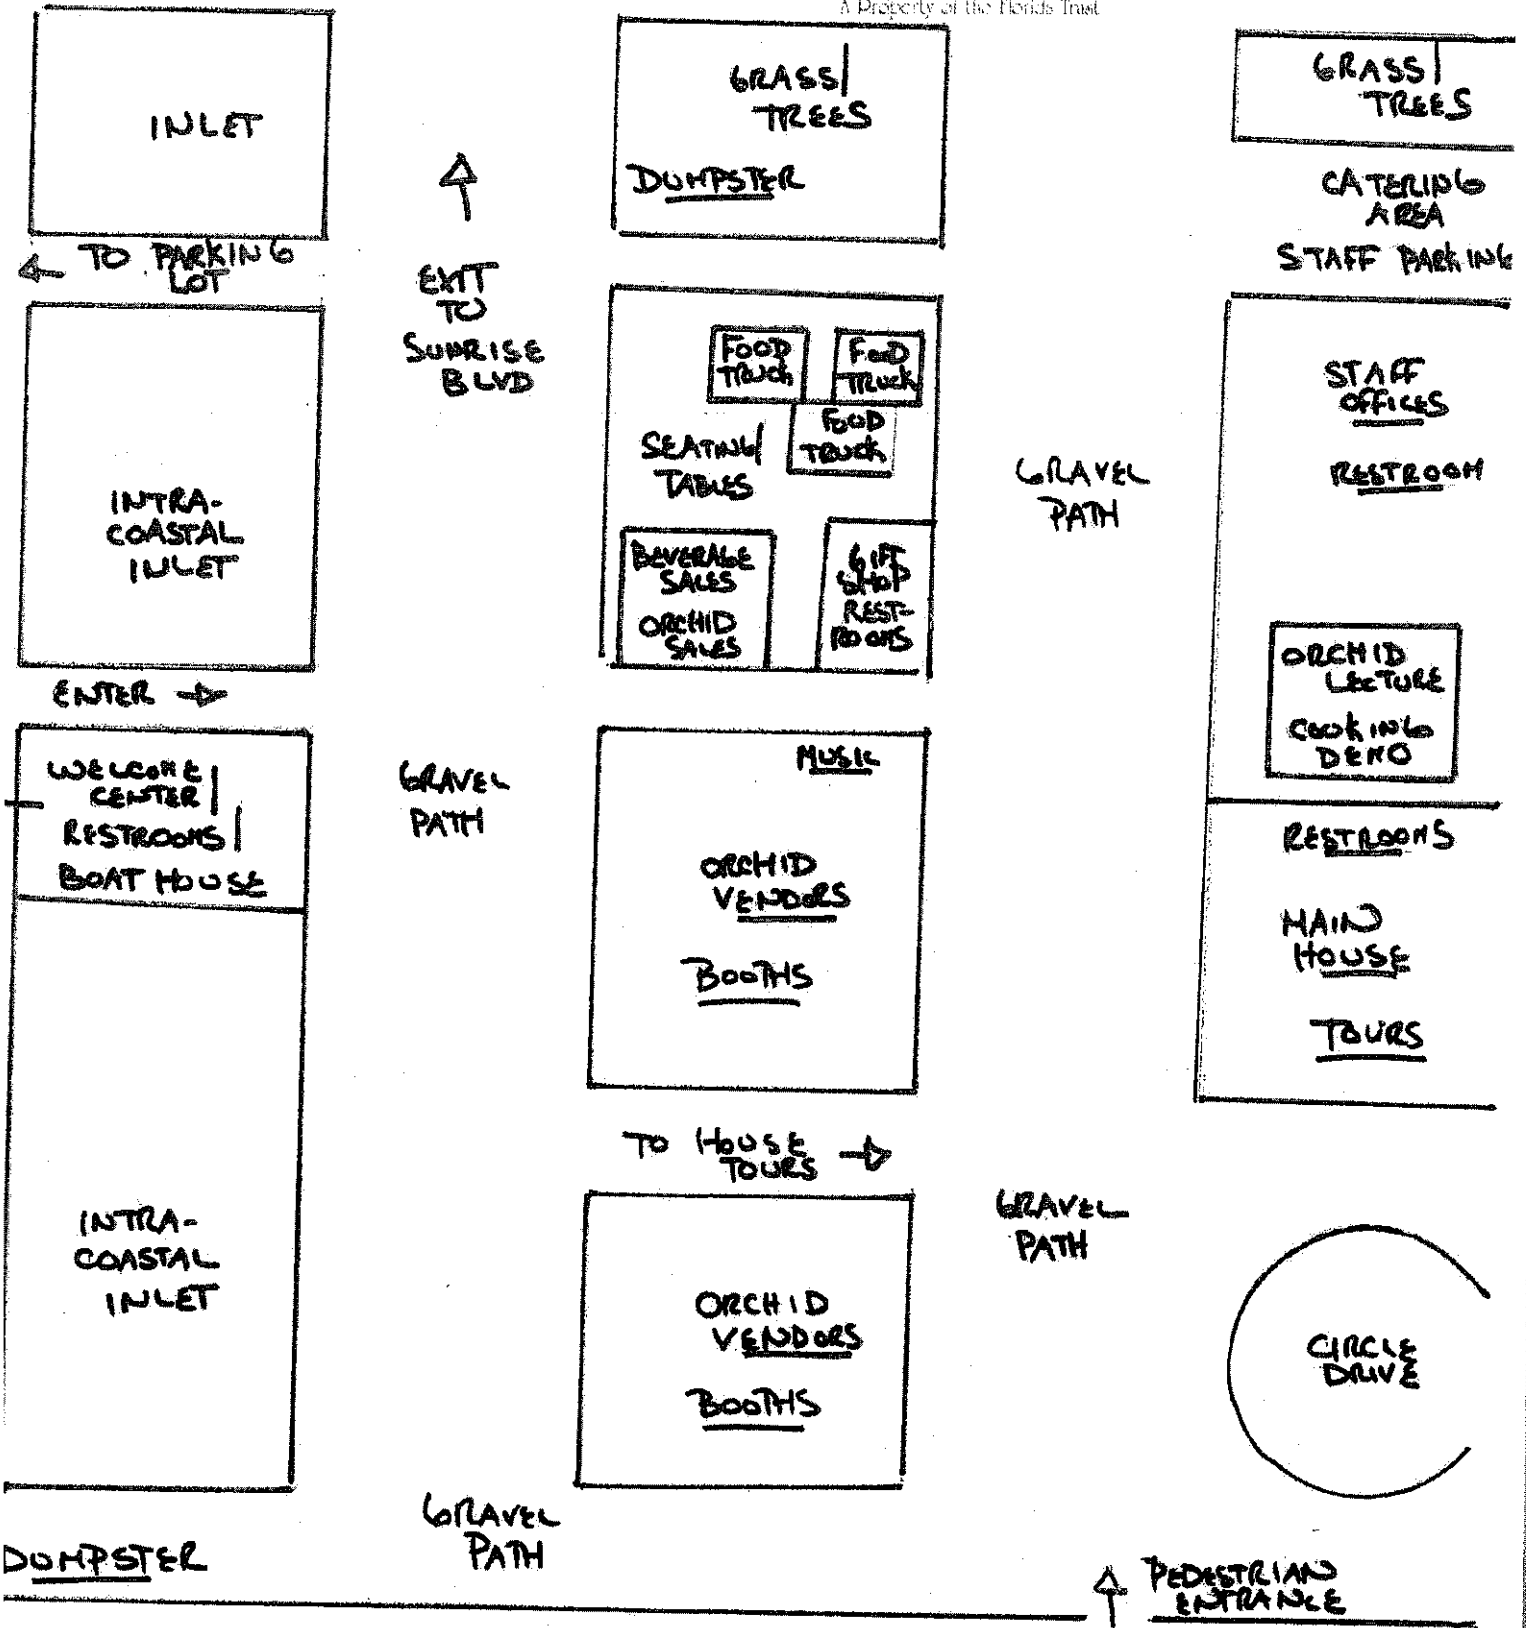 A Property of the Florida Trust
INLET
GRASS/
TREES
DUMPSTER
GRASS/
TREES
CATERING
AREA
STAFF PARKING
TO PARKING
LOT
EXIT
TO
SUNRISE
BLVD
FOOD
TRUCK
FOOD
TRUCK
FOOD
TRUCK
SEATING/
TABLES
BEVERAGE
SALES
ORCHID
SALES
GIFT
SHOP
REST-
ROOMS
GRAVEL
PATH
STAFF
OFFICES
RESTROOM
ORCHID
LECTURE
COOKING
DEMO
INTRA-
COASTAL
INLET
ENTER
WELCOME
CENTER/
RESTROOMS/
BOAT HOUSE
GRAVEL
PATH
MUSIC
ORCHID
VENDORS
BOOTHS
RESTROOMS
MAIN
HOUSE
TOURS
TO HOUSE
TOURS
INTRA-
COASTAL
INLET
ORCHID
VENDORS
BOOTHS
GRAVEL
PATH
CIRCLE
DRIVE
GRAVEL
PATH
DUMPSTER
PEDESTRIAN
ENTRANCE